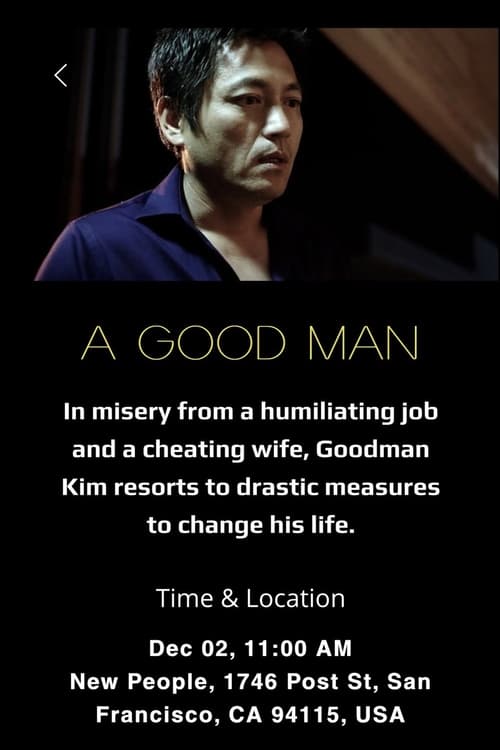 A GOOD MAN
In misery from a humiliating job
and a cheating wife, Goodman
Kim resorts to drastic measures
to change his life.
Time & Location
Dec 02, 11:00 AM
New People, 1746 Post St, San
Francisco, CA 94115, USA